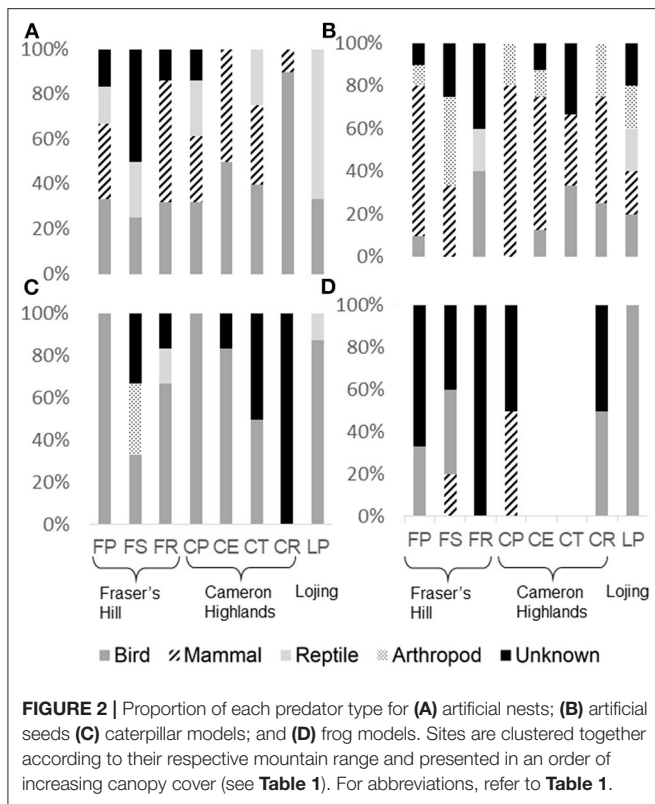 A
B
100%
80%
60%
40%
20%
0%
100%
80%
60%
40%
20%
0%
C
D
100%
80%
60%
40%
20%
0%
100%
80%
60%
40%
20%
0%
FP FS FR CP CE CT CR LP
FP FS FR CP CE CT CR LP
Fraser's Hill
Cameron Highlands
Lojing
Fraser's Hill
Cameron Highlands
Lojing
Bird Mammal Reptile Arthropod Unknown
FIGURE 2 | Proportion of each predator type for (A) artificial nests; (B) artificial
seeds (C) caterpillar models; and (D) frog models. Sites are clustered together
according to their respective mountain range and presented in an order of
increasing canopy cover (see Table 1). For abbreviations, refer to Table 1.